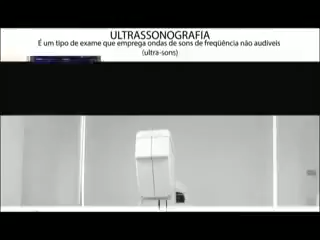 ULTRASSONOGRAFIA
É um tipo de exame que emprega ondas de sons de freqüência não audíveis
(ultra-sons)